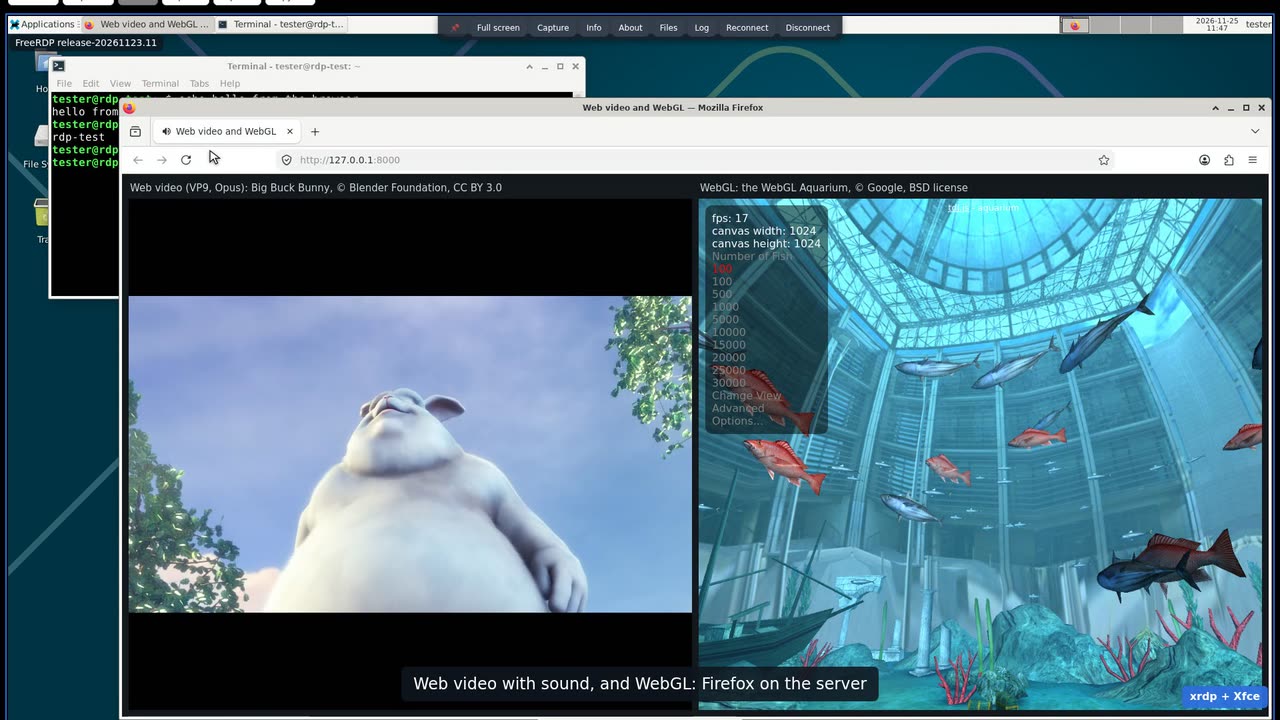 Applications
Web video and WebGL ...
Terminal - tester@rdp-t...
Full screen
Capture
Info
About
Files
Log
Reconnect
Disconnect
2026-11-25
11:47
tester
FreeRDP release-20261123.11
Terminal - tester@rdp-test: ~
File Edit View Terminal Tabs Help
hello from
tester@rdp
rdp-test
tester@rdp
tester@rdp
Web video and WebGL — Mozilla Firefox
Web video and WebGL
http://127.0.0.1:8000
Web video (VP9, Opus): Big Buck Bunny, © Blender Foundation, CC BY 3.0
WebGL: the WebGL Aquarium, © Google, BSD license
fps: 17
canvas width: 1024
canvas height: 1024
Number of Fish
100
100
500
1000
5000
10000
15000
20000
25000
30000
Change View
Advanced
Options...
aquarium
Web video with sound, and WebGL: Firefox on the server
xrdp + Xfce